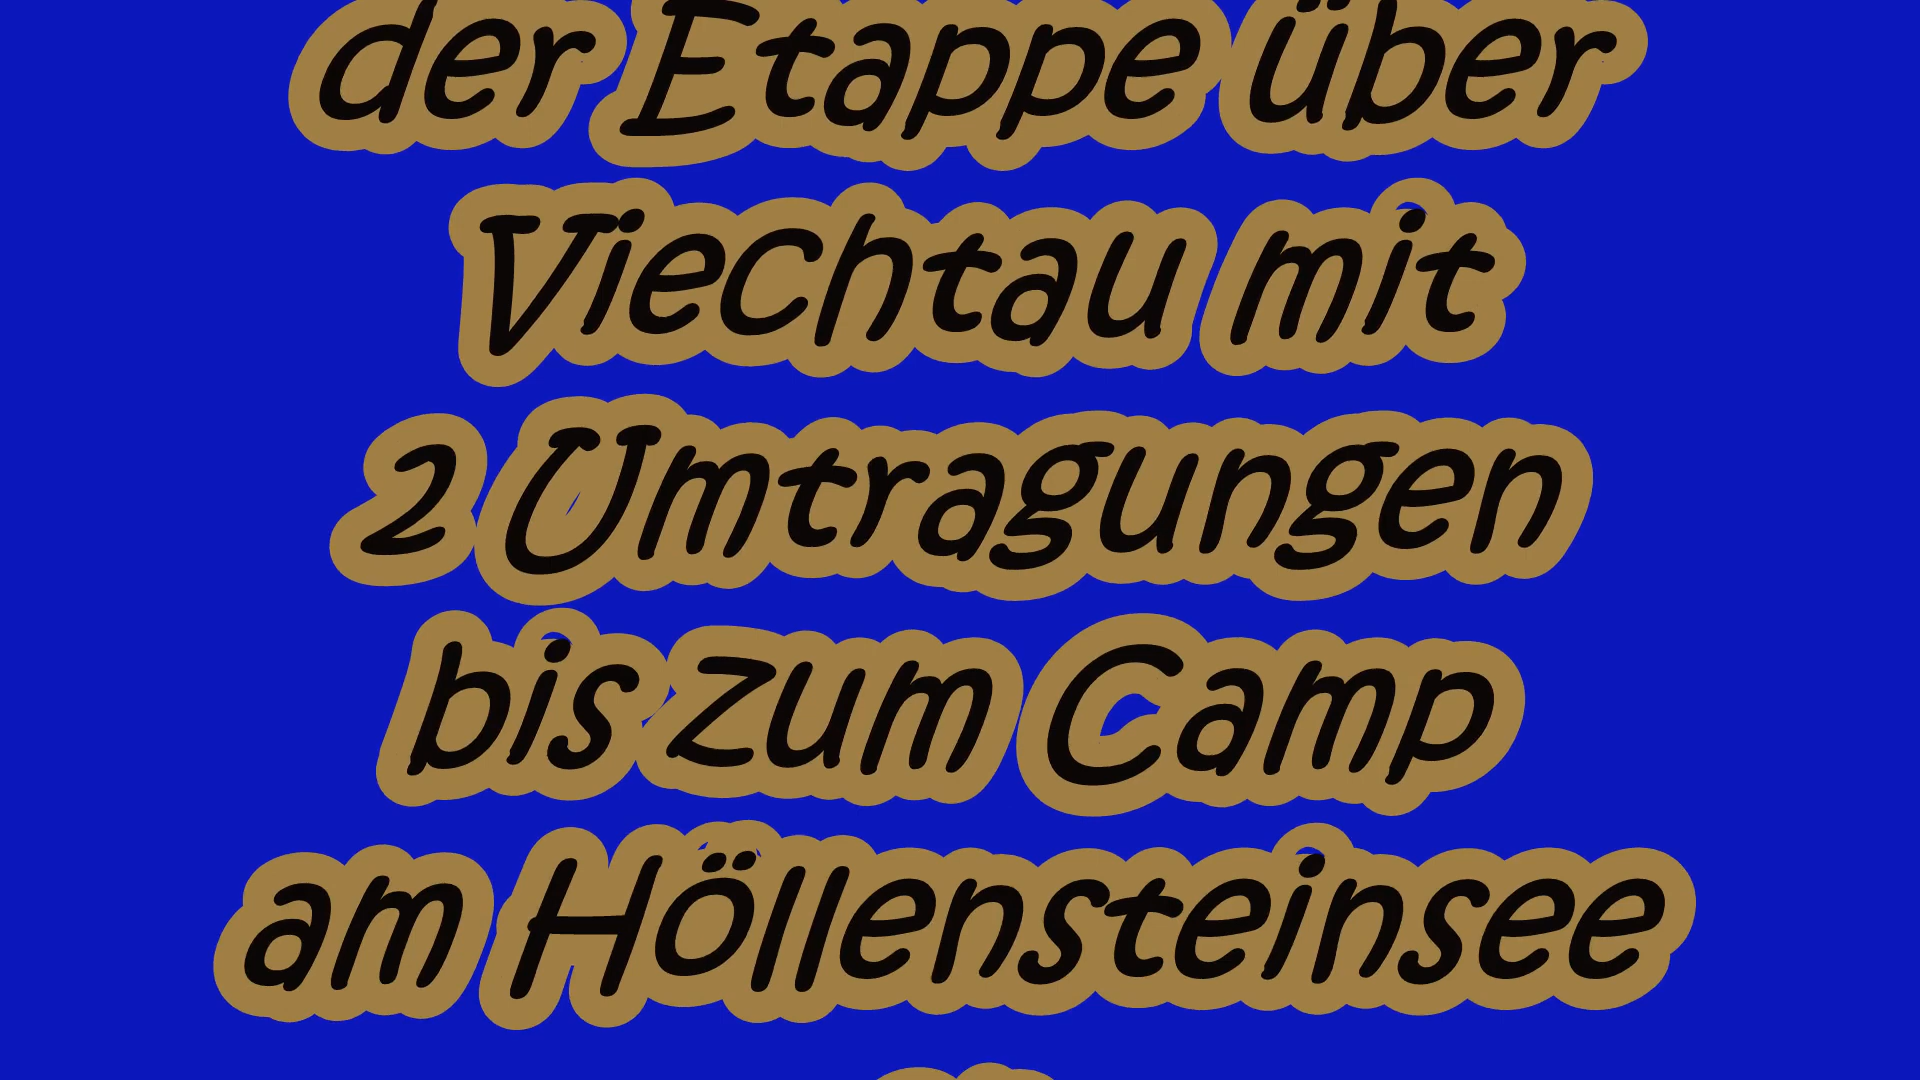 der Etappe über
Viechtau mit
2 Umtragungen
bis zum Camp
am Höllensteinsee